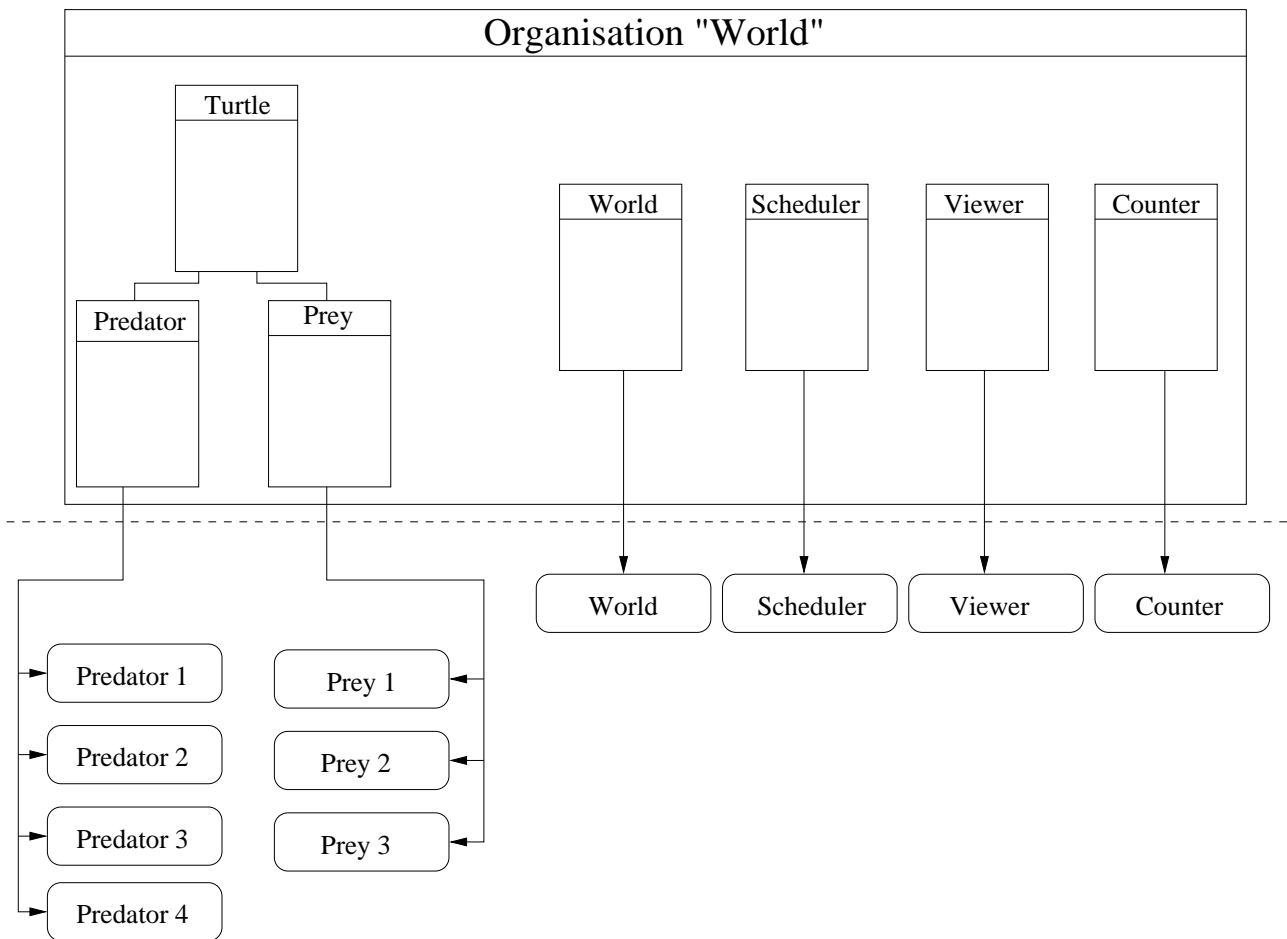 Organisation "World"
Turtle
World
Scheduler
Viewer
Counter
Predator
Prey
World
Scheduler
Viewer
Counter
Predator 1
Prey 1
Predator 2
Prey 2
Predator 3
Prey 3
Predator 4